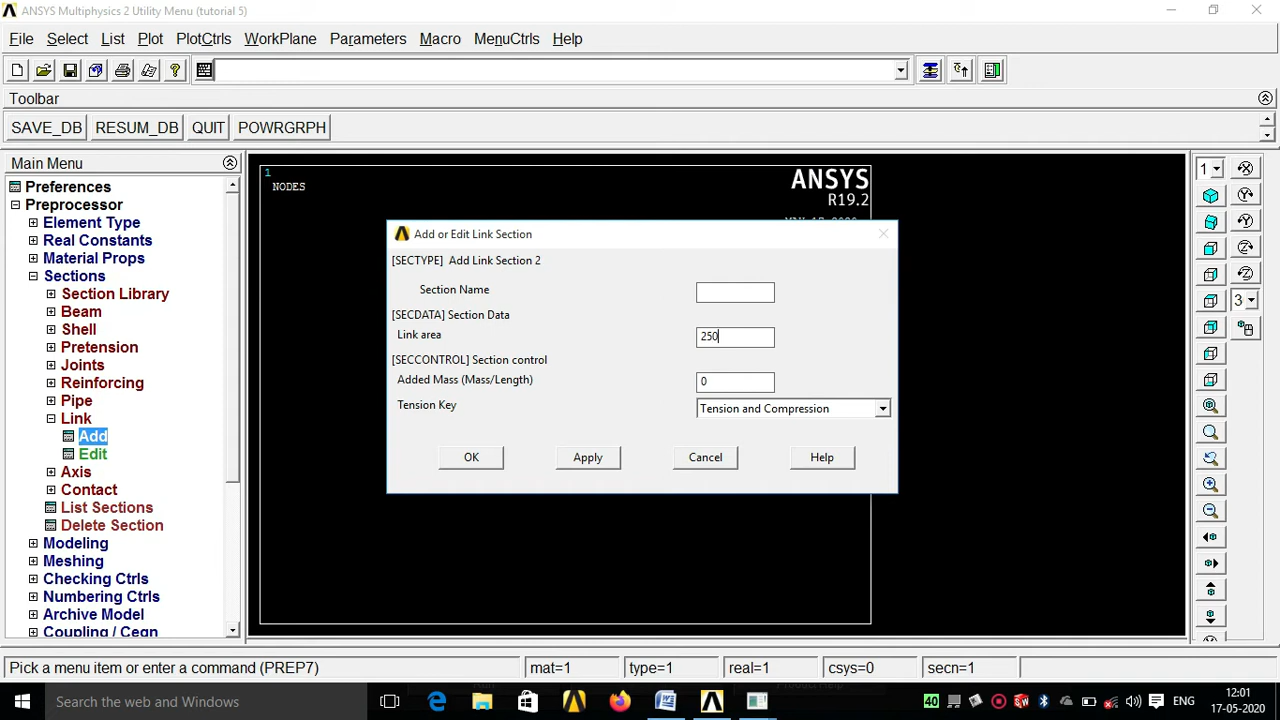 ANSYS Multiphysics 2 Utility Menu (tutorial 5)
File Select List Plot PlotCtrls WorkPlane Parameters Macro MenuCtrls Help
Toolbar
SAVE_DB RESUM_DB QUIT POWRGRPH
Main Menu
Preferences
Preprocessor
Element Type
Real Constants
Material Props
Sections
Section Library
Beam
Shell
Pretension
Joints
Reinforcing
Pipe
Link
Add
Edit
Axis
Contact
List Sections
Delete Section
Modeling
Meshing
Checking Ctrls
Numbering Ctrls
Archive Model
Coupling / Ceqn
1
NODES
ANSYS
R19.2
Add or Edit Link Section
[SECTYPE] Add Link Section 2
Section Name
[SECDATA] Section Data
Link area 250
[SECCONTROL] Section control
Added Mass (Mass/Length) 0
Tension Key Tension and Compression
OK Apply Cancel Help
1
3
Pick a menu item or enter a command (PREP7) mat=1 type=1 real=1 csys=0 secn=1
Search the web and Windows
40
ENG
12:01
17-05-2020